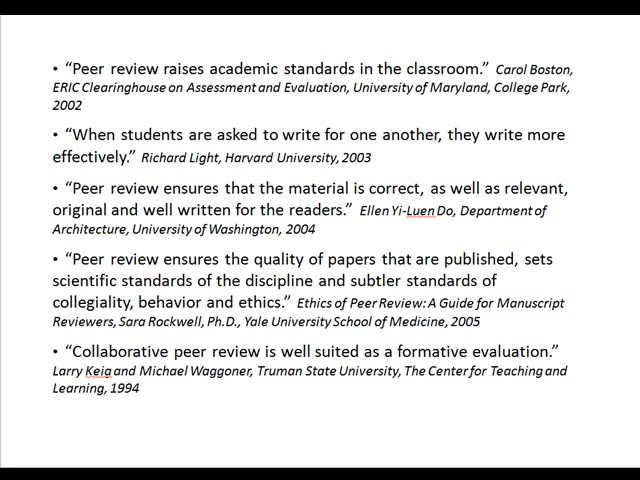 • “Peer review raises academic standards in the classroom.” Carol Boston,
ERIC Clearinghouse on Assessment and Evaluation, University of Maryland, College Park,
2002
• “When students are asked to write for one another, they write more
effectively.” Richard Light, Harvard University, 2003
• “Peer review ensures that the material is correct, as well as relevant,
original and well written for the readers.” Ellen Yi-Luen Do, Department of
Architecture, University of Washington, 2004
• “Peer review ensures the quality of papers that are published, sets
scientific standards of the discipline and subtler standards of
collegiality, behavior and ethics.” Ethics of Peer Review: A Guide for Manuscript
Reviewers, Sara Rockwell, Ph.D., Yale University School of Medicine, 2005
• “Collaborative peer review is well suited as a formative evaluation.”
Larry Keig and Michael Waggoner, Truman State University, The Center for Teaching and
Learning, 1994